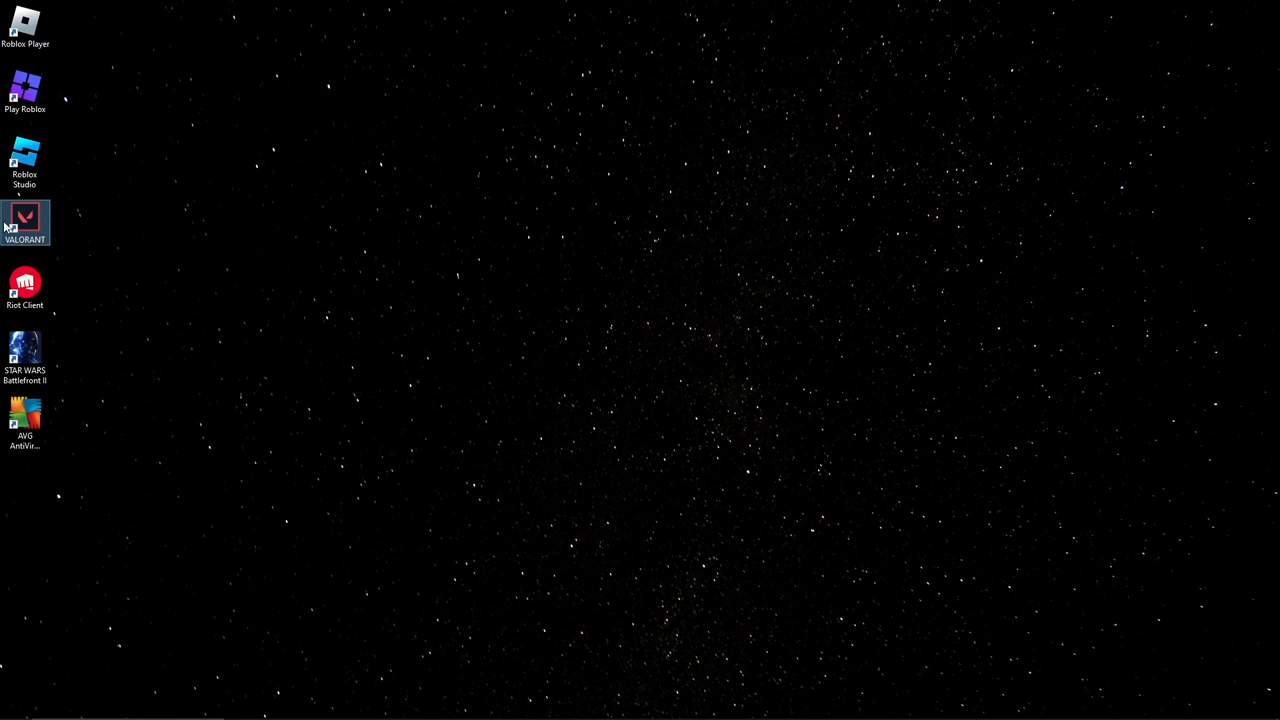 Roblox Player
Play Roblox
Roblox
Studio
VALORANT
Riot Client
STAR WARS
Battlefront II
AVG
AntiVir...